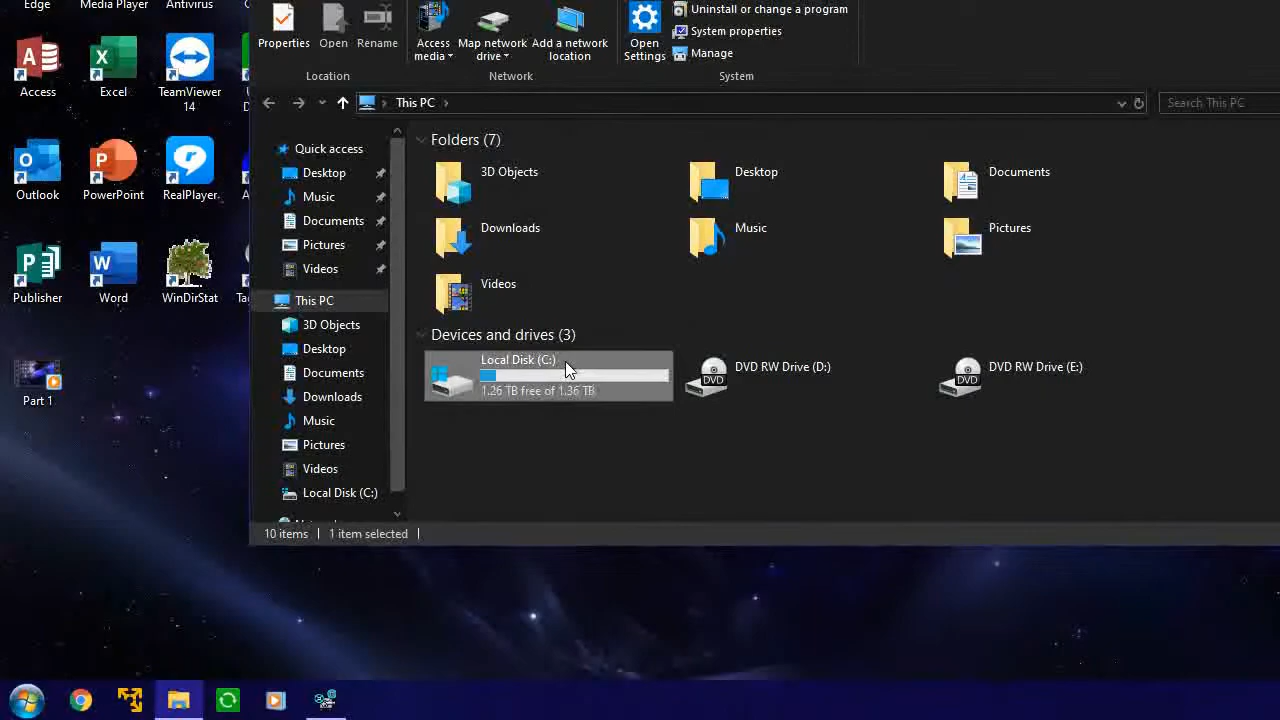 Edge
Media Player
Antivirus
Access
Excel
TeamViewer
14
Outlook
PowerPoint
RealPlayer
Publisher
Word
WinDirStat
Part 1
Properties
Open
Rename
Location
Access
media
Map network
drive
Add a network
location
Network
Open
Settings
Uninstall or change a program
System properties
Manage
System
This PC
Search This PC
Quick access
Desktop
Music
Documents
Pictures
Videos
This PC
3D Objects
Desktop
Documents
Downloads
Music
Pictures
Videos
Local Disk (C:)
Folders (7)
3D Objects
Desktop
Documents
Downloads
Music
Pictures
Videos
Devices and drives (3)
Local Disk (C:)
1.26 TB free of 1.36 TB
DVD RW Drive (D:)
DVD
DVD RW Drive (E:)
DVD
10 items
1 item selected